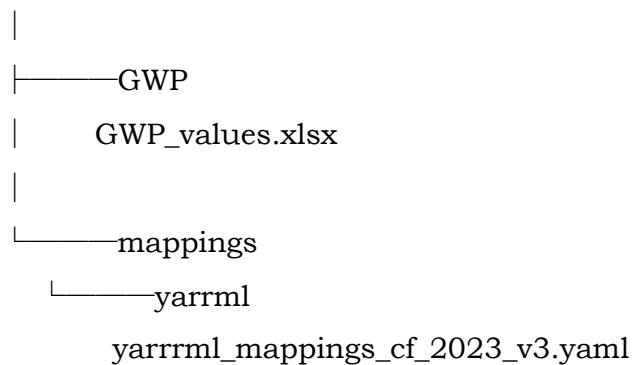 │
├───GWP
│ GWP_values.xlsx
│
└───mappings
└───yarrml
yarrrml_mappings_cf_2023_v3.yaml